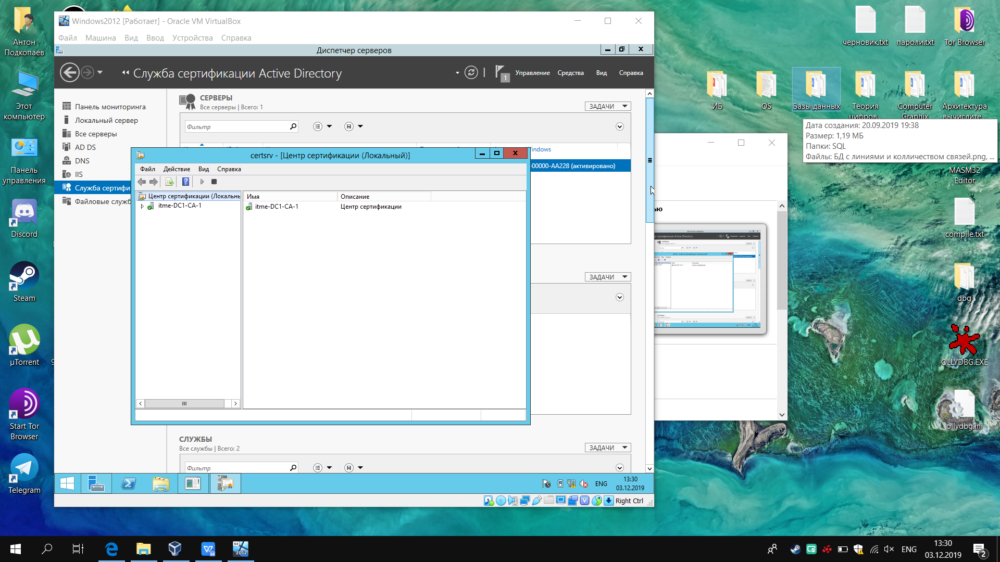 Антон
Подкопаев
Этот
компьютер
Панель
управления
Discord
Steam
µTorrent
Start Tor
Browser
Telegram
Windows2012 [Работает] - Oracle VM VirtualBox
Файл Машина Вид Ввод Устройства Справка
Диспетчер серверов
Служба сертификации Active Directory
1
Управление Средства Вид Справка
Панель мониторинга
Локальный сервер
Все серверы
AD DS
DNS
IIS
Служба сертифи
Файловые служб
СЕРВЕРЫ
Все серверы | Всего: 1
ЗАДАЧИ
Фильтр
Windows
-00000-AA228 (активировано)
certsrv - [Центр сертификации (Локальный)]
Файл Действие Вид Справка
Центр сертификации (Локальны
itme-DC1-CA-1
Имя Описание
itme-DC1-CA-1 Центр сертификации
ЗАДАЧИ
СЛУЖБЫ
Все службы | Всего: 2
ЗАДАЧИ
Фильтр
ENG
13:30
03.12.2019
Right Ctrl
ью
черновик.txt
пароли.txt
Tor Browser
ИБ
OS
Базы данных
Теория
цифров...
Computer
Graphix
Архитектура
вычислите...
Дата создания: 20.09.2019 19:38
Размер: 1,19 МБ
Папки: SQL
Файлы: БД с линиями и колличеством связей.png, ...
MASM32
Editor
compile.txt
dbg
OLLYDBG.EXE
ollydbg.ini
64
2012
ENG
13:30
03.12.2019
2